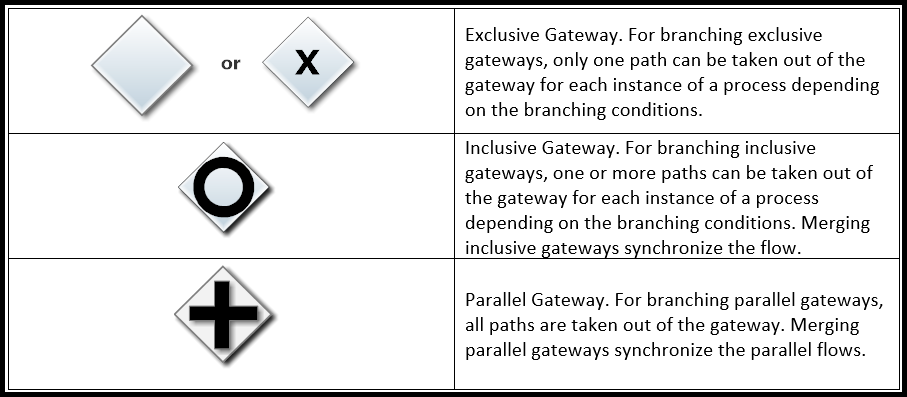 or
X
Exclusive Gateway. For branching exclusive
gateways, only one path can be taken out of the
gateway for each instance of a process depending
on the branching conditions.
Inclusive Gateway. For branching inclusive
gateways, one or more paths can be taken out of
the gateway for each instance of a process
depending on the branching conditions. Merging
inclusive gateways synchronize the flow.
Parallel Gateway. For branching parallel gateways,
all paths are taken out of the gateway. Merging
parallel gateways synchronize the parallel flows.